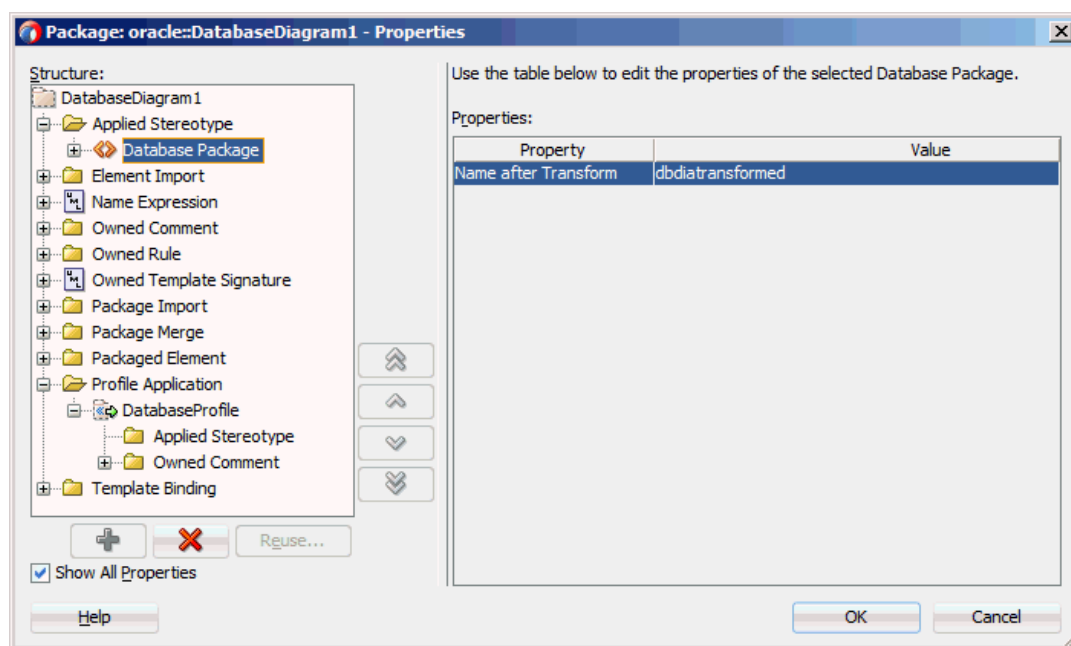 Package: oracle::DatabaseDiagram1 - Properties
Structure:
DatabaseDiagram1
Applied Stereotype
Database Package
Element Import
Name Expression
Owned Comment
Owned Rule
Owned Template Signature
Package Import
Package Merge
Packaged Element
Profile Application
DatabaseProfile
Applied Stereotype
Owned Comment
Template Binding
Reuse...
Show All Properties
Use the table below to edit the properties of the selected Database Package.
Properties:
Property Value
Name after Transform dbdiatransformed
Help OK Cancel